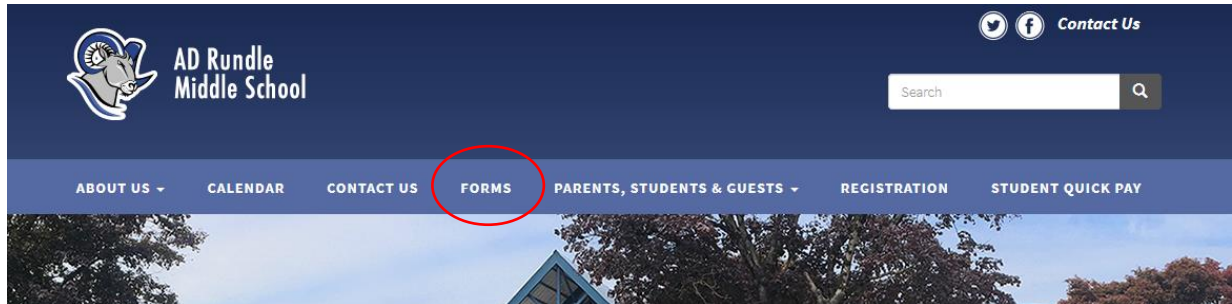 Contact Us
AD Rundle
Middle School
Search
ABOUT US
CALENDAR
CONTACT US
FORMS
PARENTS, STUDENTS & GUESTS
REGISTRATION
STUDENT QUICK PAY